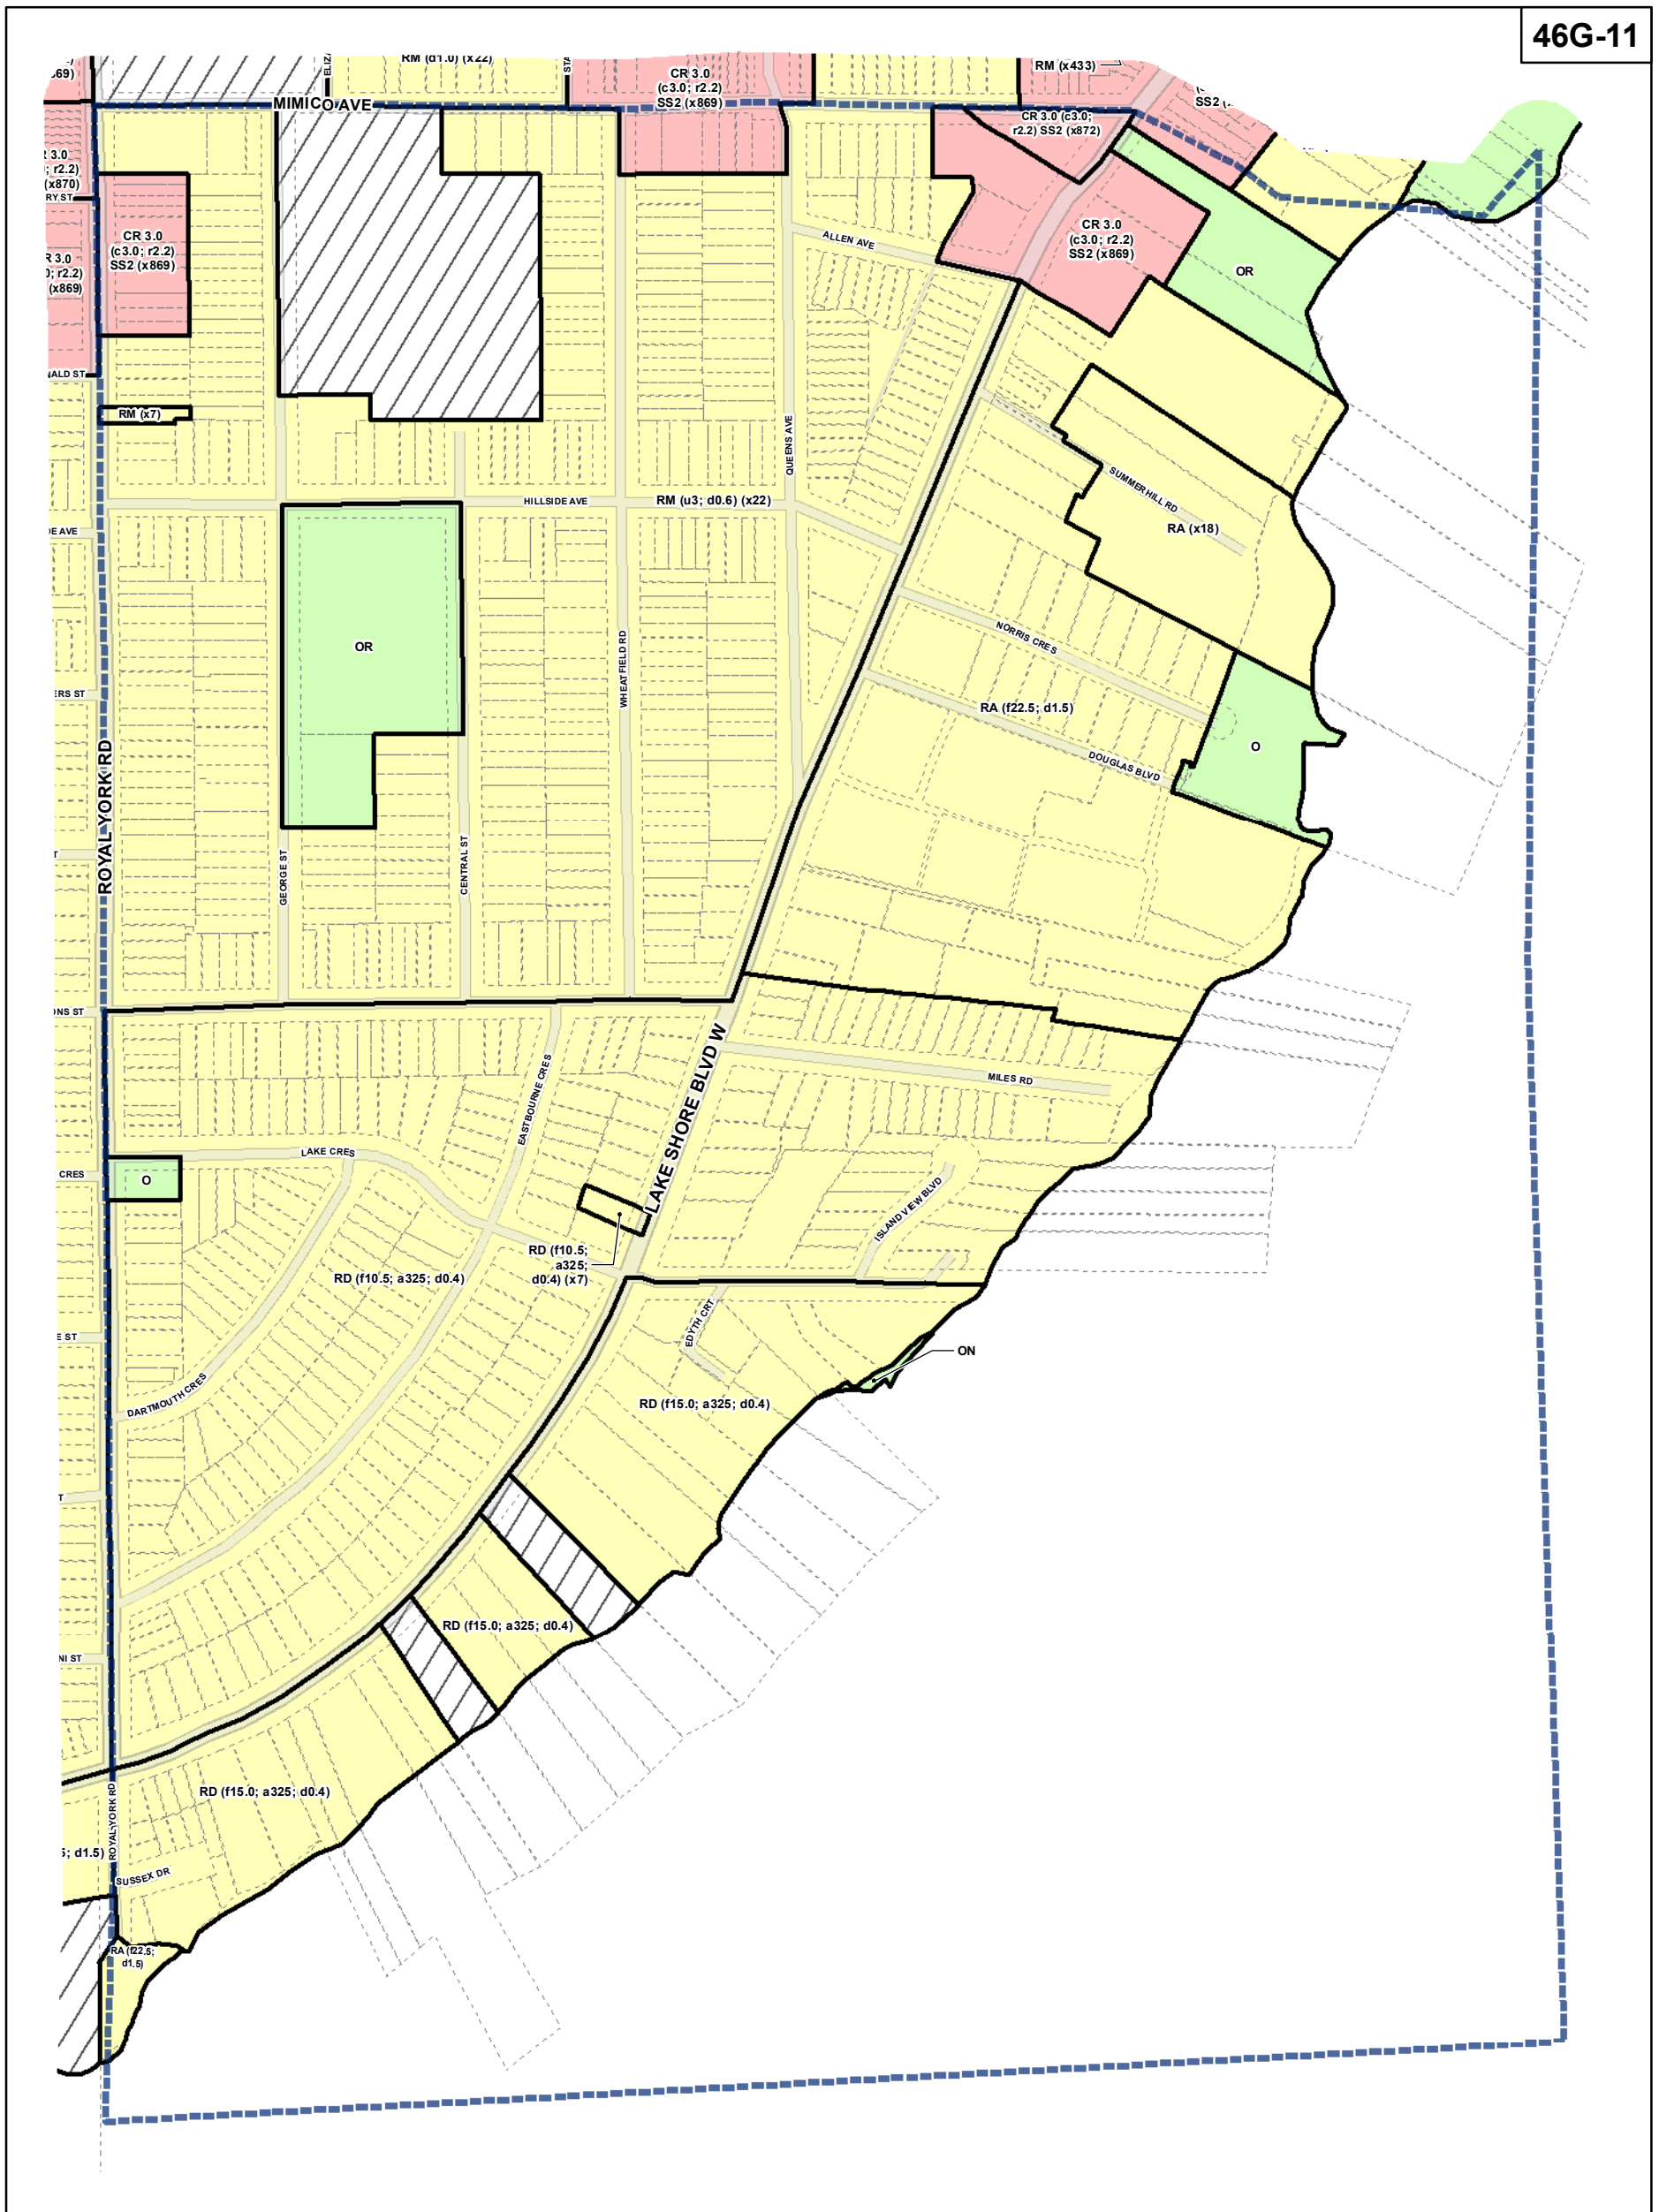 46G-11
RM (d1.0) (x22)
RM (x433)
CR 3.0
(c3.0; r2.2)
SS2 (x869)
MIMICO AVE
CR 3.0 (c3.0;
r2.2) SS2 (x872)
CR 3.0
(c3.0; r2.2)
SS2 (x869)
ALLEN AVE
CR 3.0
(c3.0; r2.2)
SS2 (x869)
OR
RM (x7)
QUEENS AVE
SUMMERHILL RD
RA (x18)
HILLSIDE AVE
RM (u3; d0.6) (x22)
OR
WHEATFIELD RD
NORRIS CRES
RA (f22.5; d1.5)
O
DOUGLAS BLVD
ROYAL YORK RD
GEORGE ST
CENTRAL ST
LAKE SHORE BLVD W
MILES RD
EASTBOURNE CRES
LAKE CRES
O
ISLAND VIEW BLVD
RD (f10.5;
a325;
d0.4) (x7)
RD (f10.5; a325; d0.4)
EDYTH CRT
ON
DARTMOUTH CRES
RD (f15.0; a325; d0.4)
RD (f15.0; a325; d0.4)
RD (f15.0; a325; d0.4)
ROYAL YORK RD
SUSSEX DR
RA (f22.5;
d1.5)